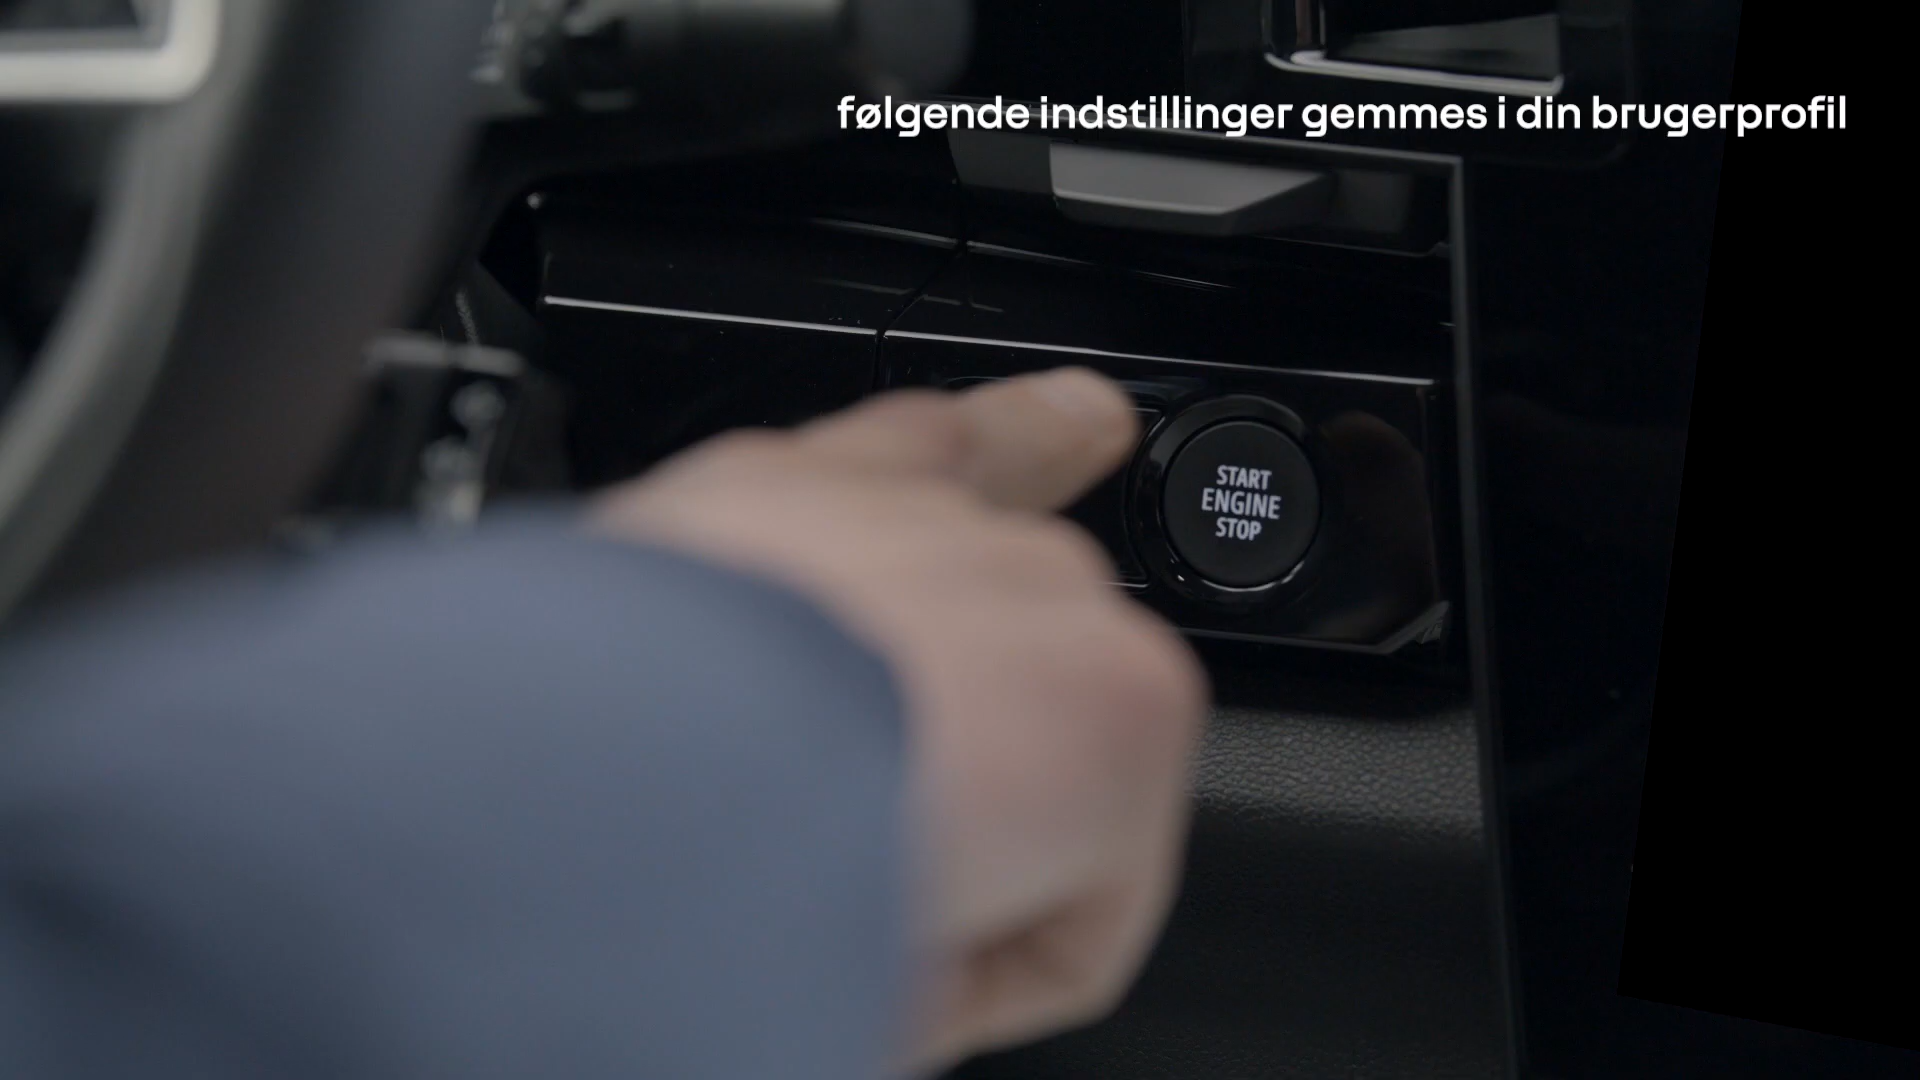 følgende indstillinger gemmes i din brugerprofil
START
ENGINE
STOP